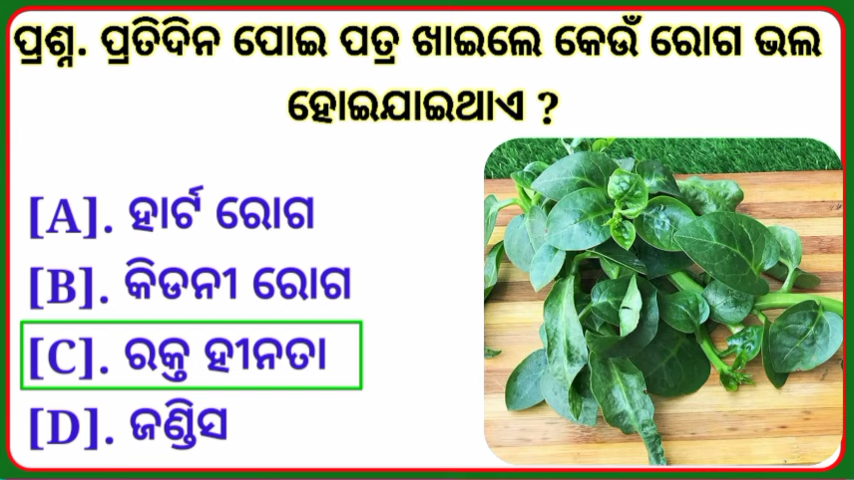 ପ୍ରଶ୍ନ. ପ୍ରତିଦିନ ପୋଇ ପତ୍ର ଖାଇଲେ କେଉଁ ରୋଗ ଭଲ
ହୋଇଯାଇଥାଏ ?
[A]. ହାର୍ଟ ରୋଗ
[B]. କିଡନୀ ରୋଗ
[C]. ରକ୍ତ ହୀନତା
[D]. ଜଣ୍ଡିସ